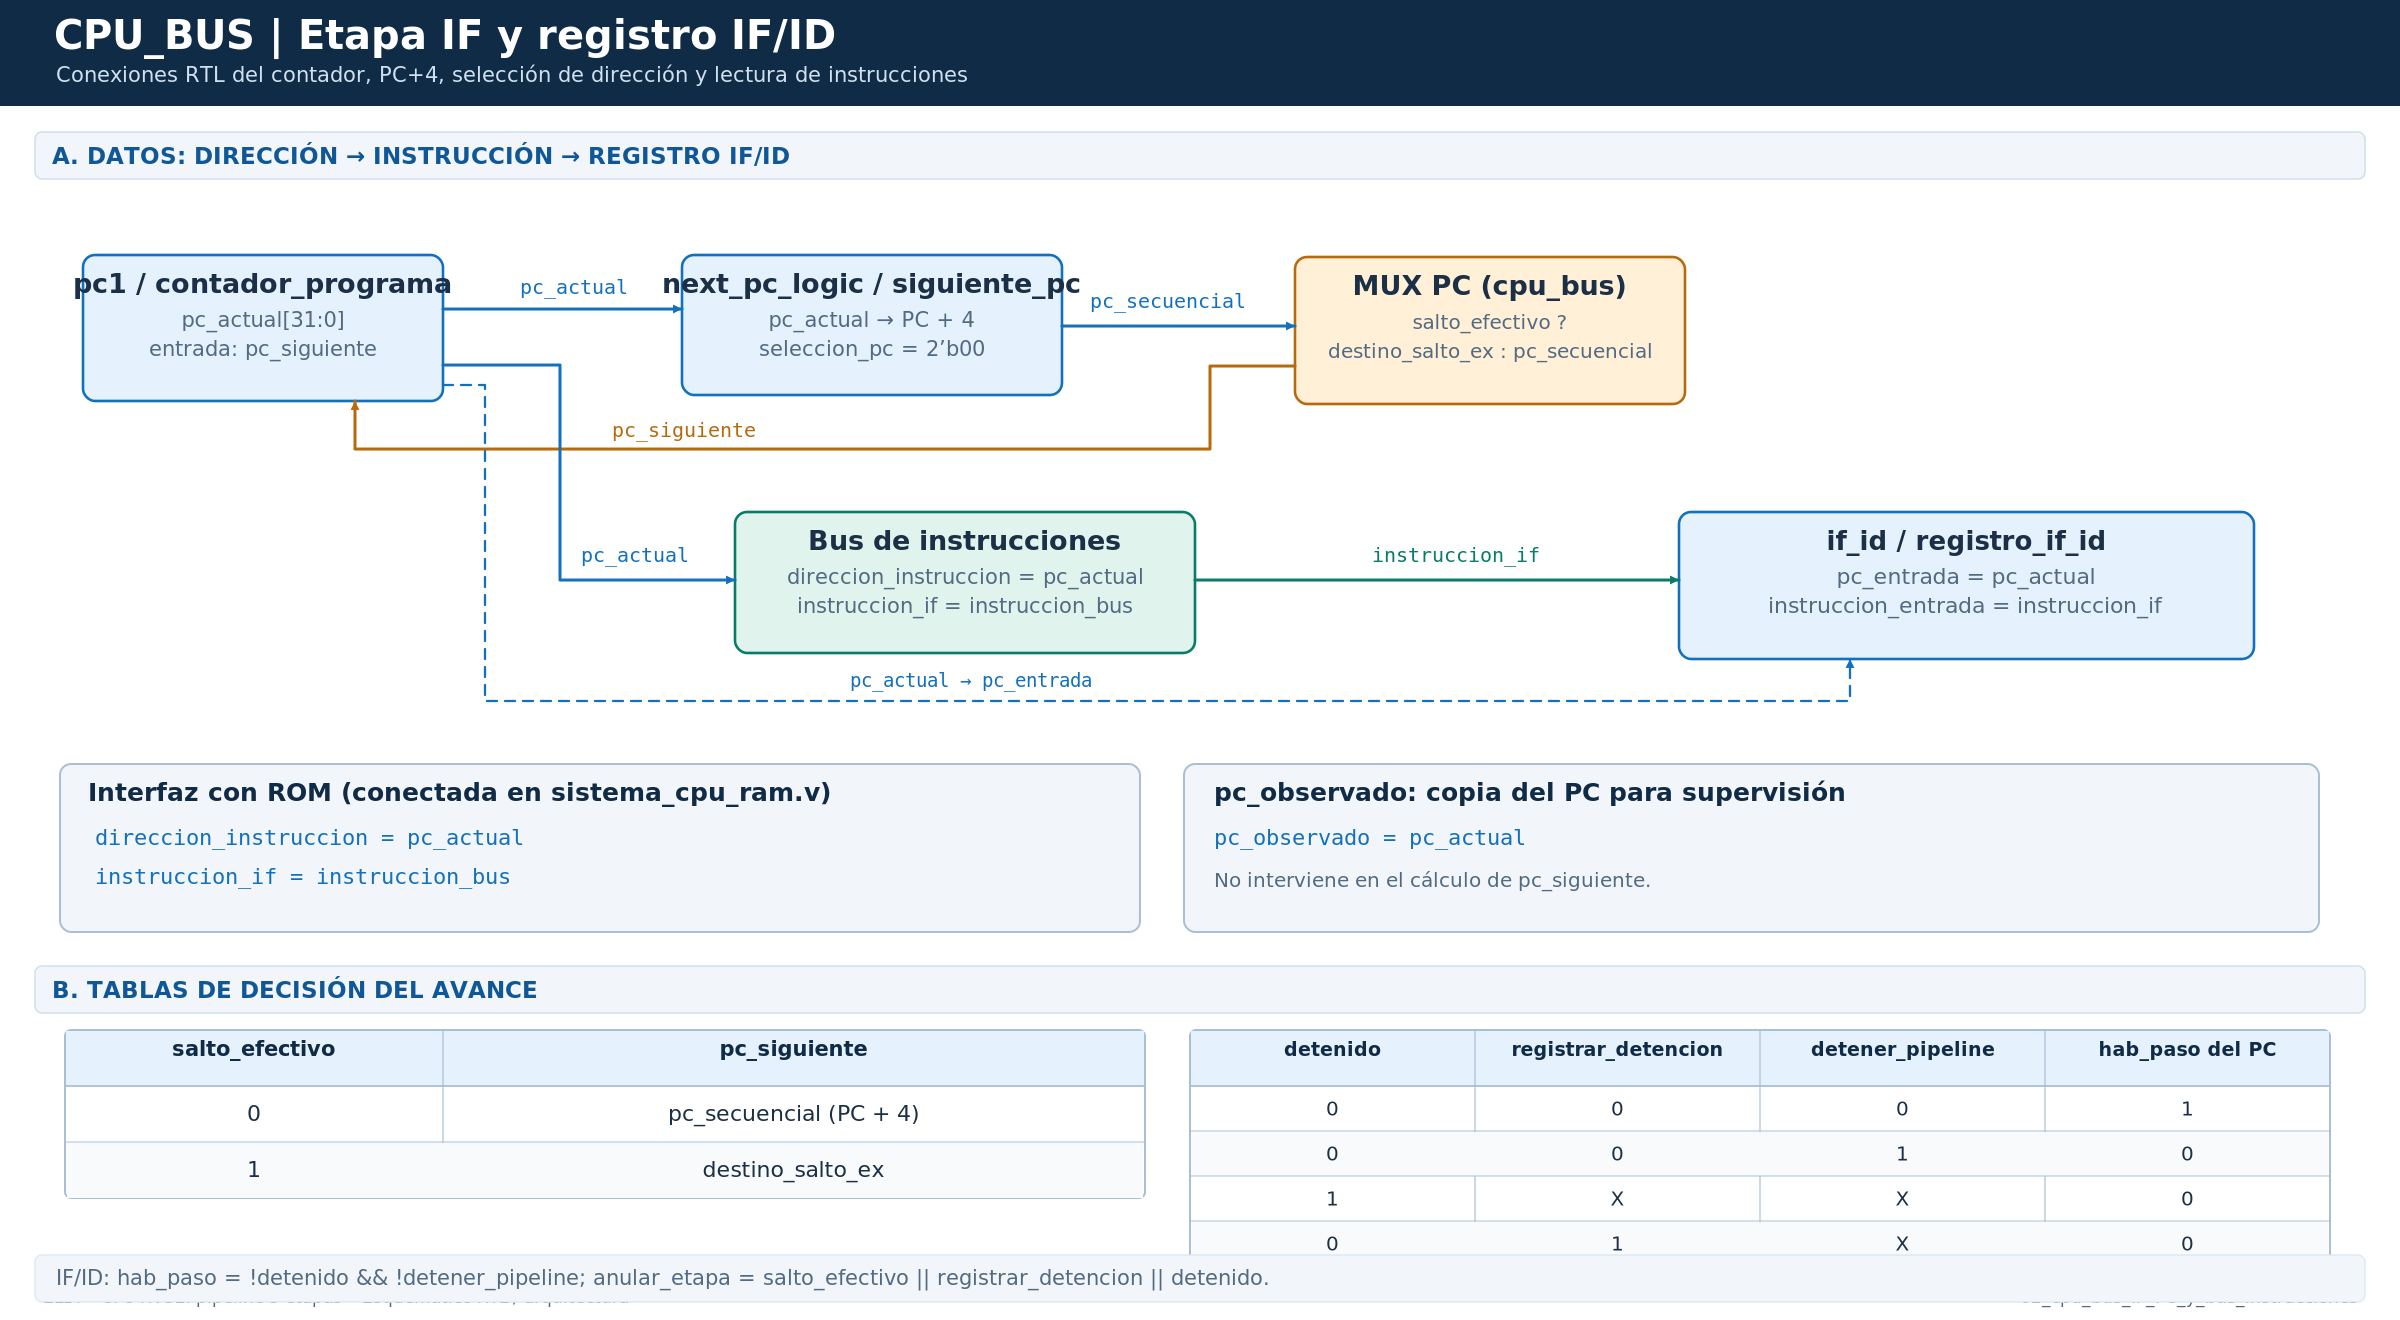 CPU_BUS | Etapa IF y registro IF/ID
Conexiones RTL del contador, PC+4, selección de dirección y lectura de instrucciones
A. DATOS: DIRECCIÓN → INSTRUCCIÓN → REGISTRO IF/ID
pc1 / contador_programa
pc_actual[31:0]
entrada: pc_siguiente
pc_actual
next_pc_logic / siguiente_pc
pc_actual → PC + 4
seleccion_pc = 2’b00
pc_secuencial
MUX PC (cpu_bus)
salto_efectivo ?
destino_salto_ex : pc_secuencial
pc_siguiente
pc_actual
Bus de instrucciones
direccion_instruccion = pc_actual
instruccion_if = instruccion_bus
instruccion_if
if_id / registro_if_id
pc_entrada = pc_actual
instruccion_entrada = instruccion_if
pc_actual → pc_entrada
Interfaz con ROM (conectada en sistema_cpu_ram.v)
direccion_instruccion = pc_actual
instruccion_if = instruccion_bus
pc_observado: copia del PC para supervisión
pc_observado = pc_actual
No interviene en el cálculo de pc_siguiente.
B. TABLAS DE DECISIÓN DEL AVANCE
salto_efectivo pc_siguiente
0 pc_secuencial (PC + 4)
1 destino_salto_ex
detenido registrar_detencion detener_pipeline hab_paso del PC
0 0 0 1
0 0 1 0
1 X X 0
0 1 X 0
IF/ID: hab_paso = !detenido && !detener_pipeline; anular_etapa = salto_efectivo || registrar_detencion || detenido.